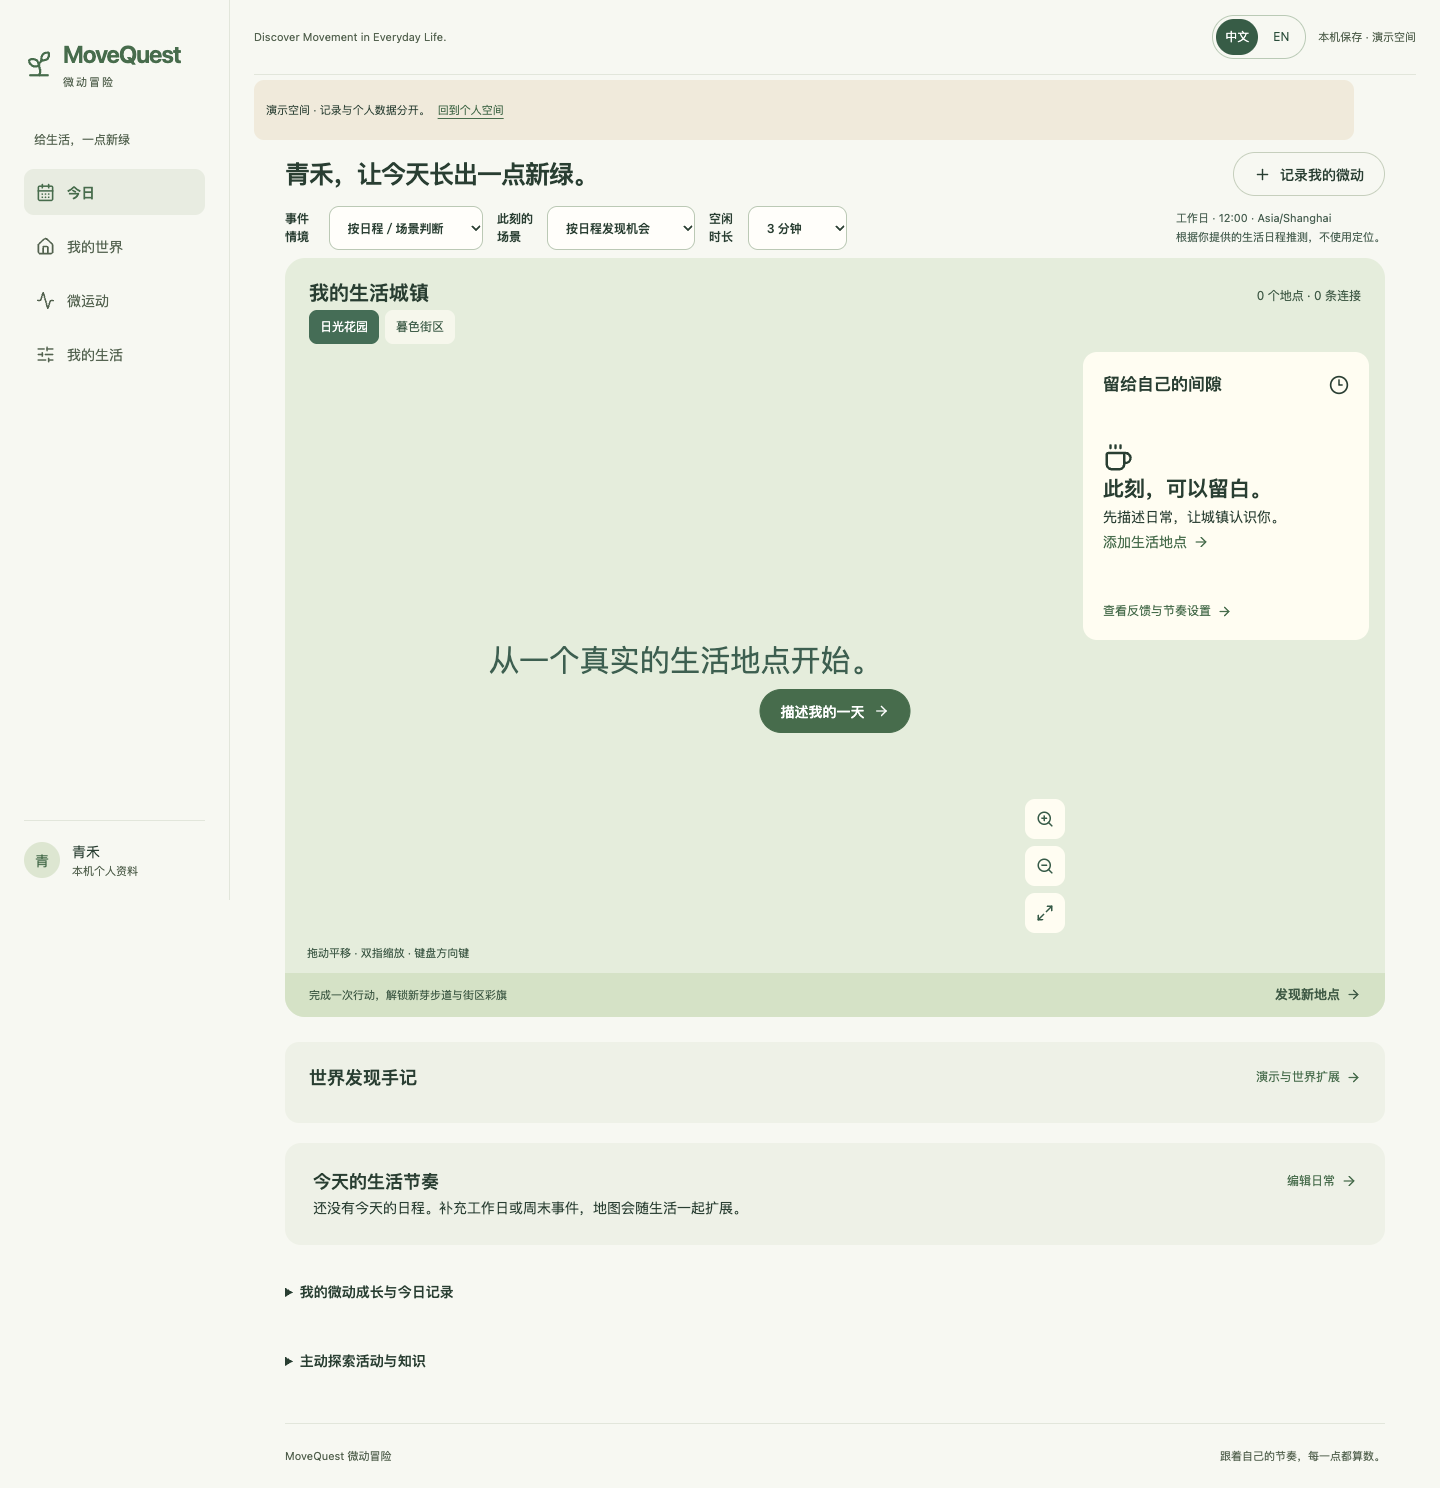 MoveQuest
微动冒险
给生活，一点新绿
今日
我的世界
微运动
我的生活
青
青禾
本机个人资料
Discover Movement in Everyday Life.
中文
EN
本机保存 · 演示空间
演示空间 · 记录与个人数据分开。 回到个人空间
青禾，让今天长出一点新绿。
记录我的微动
事件
情境
按日程 / 场景判断
此刻的
场景
按日程发现机会
空闲
时长
3 分钟
工作日 · 12:00 · Asia/Shanghai
根据你提供的生活日程推测，不使用定位。
我的生活城镇
0 个地点 · 0 条连接
日光花园
暮色街区
留给自己的间隙
此刻，可以留白。
先描述日常，让城镇认识你。
添加生活地点
查看反馈与节奏设置
从一个真实的生活地点开始。
描述我的一天
拖动平移 · 双指缩放 · 键盘方向键
完成一次行动，解锁新芽步道与街区彩旗
发现新地点
世界发现手记
演示与世界扩展
今天的生活节奏
编辑日常
还没有今天的日程。补充工作日或周末事件，地图会随生活一起扩展。
我的微动成长与今日记录
主动探索活动与知识
MoveQuest 微动冒险
跟着自己的节奏，每一点都算数。